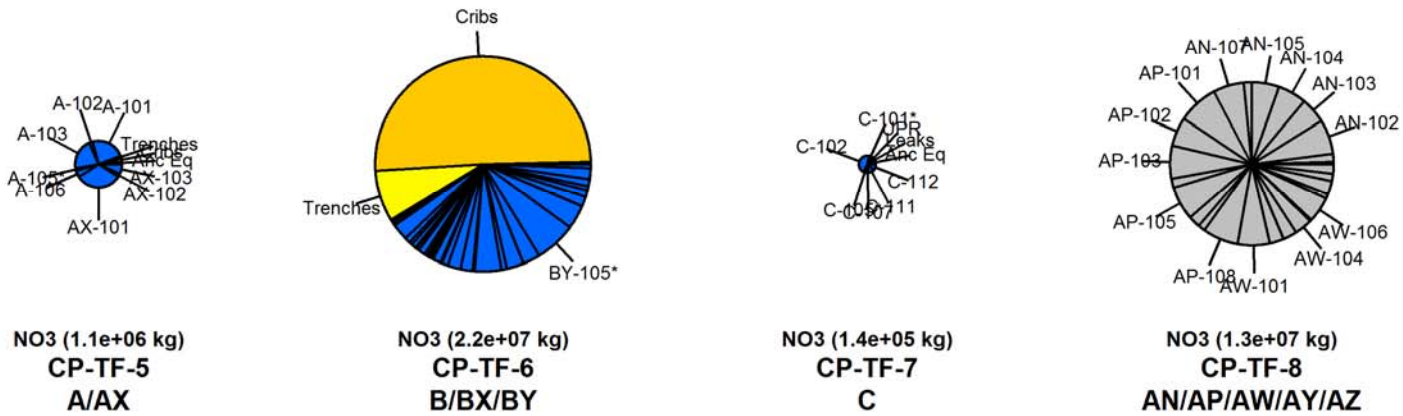 A-102
A-101
A-103
Trenches
Cribs
Anc Eq
A-105*
AX-103
A-106
AX-102
AX-101
NO3 (1.1e+06 kg)
CP-TF-5
A/AX
Cribs
Trenches
BY-105*
NO3 (2.2e+07 kg)
CP-TF-6
B/BX/BY
C-101*
UPR
C-102
Leaks
Anc Eq
C-112
C-105
C-107
C-111
NO3 (1.4e+05 kg)
CP-TF-7
C
AN-107
AN-105
AN-104
AP-101
AN-103
AP-102
AN-102
AP-103
AP-105
AW-106
AW-104
AP-108
AW-101
NO3 (1.3e+07 kg)
CP-TF-8
AN/AP/AW/AY/AZ